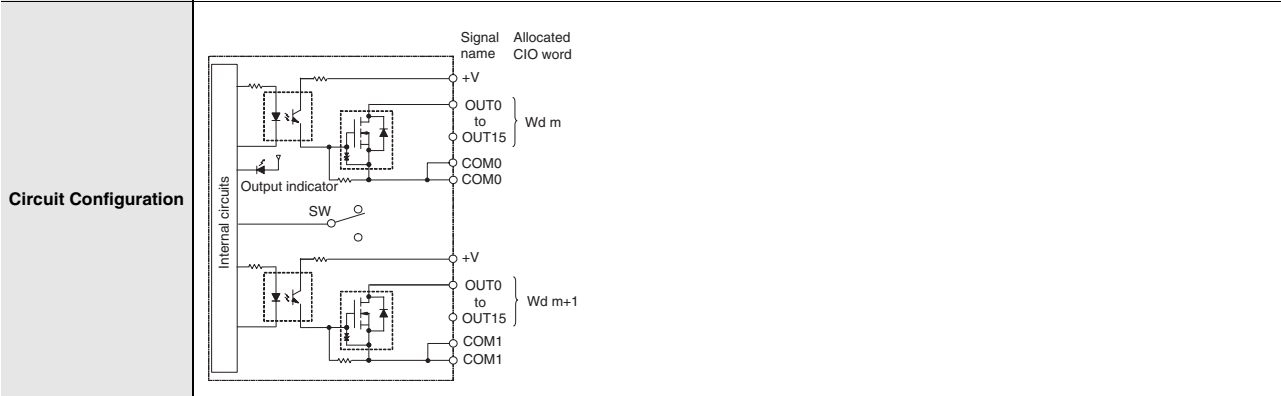 Circuit Configuration
Signal name
Allocated CIO word
Internal circuits
+V
OUT0
to
OUT15
Wd m
COM0
COM0
Output indicator
SW
+V
OUT0
to
OUT15
Wd m+1
COM1
COM1